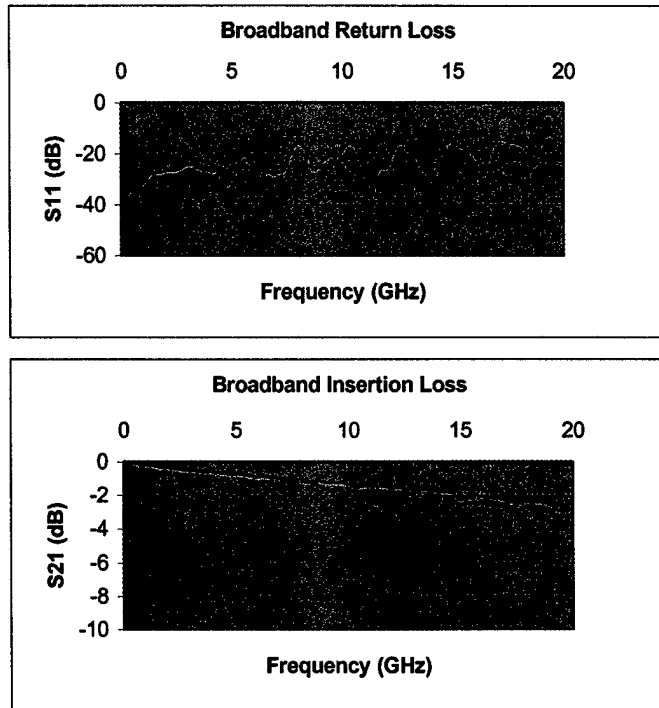 Broadband Return Loss
0 5 10 15 20
0
-20
-40
-60
S11 (dB)
Frequency (GHz)
Broadband Insertion Loss
0 5 10 15 20
0
-2
-4
-6
-8
-10
S21 (dB)
Frequency (GHz)